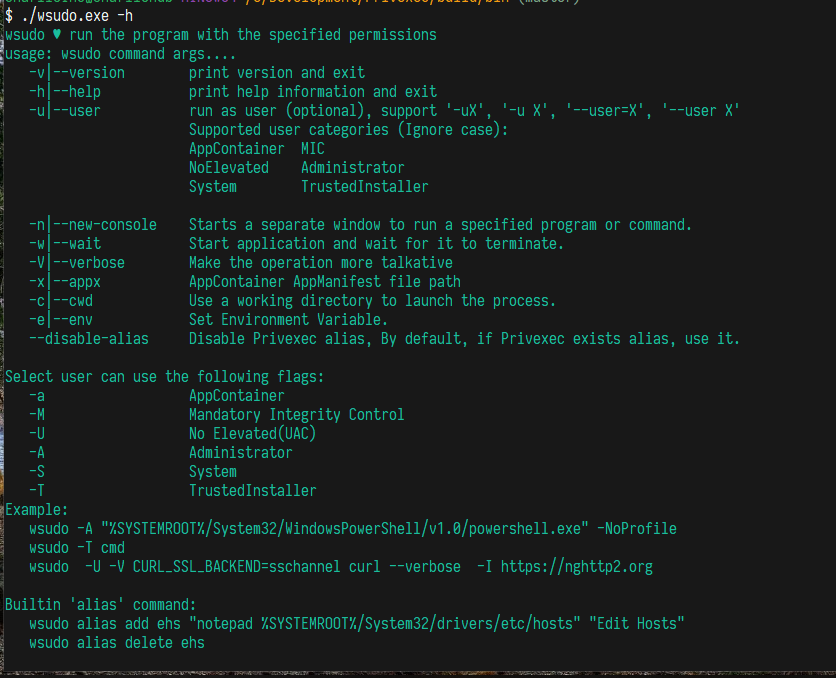 $ ./wsudo.exe -h
wsudo ♥ run the program with the specified permissions
usage: wsudo command args....
   -v|--version        print version and exit
   -h|--help           print help information and exit
   -u|--user           run as user (optional), support '-uX', '-u X', '--user=X', '--user X'
                       Supported user categories (Ignore case):
                       AppContainer  MIC
                       NoElevated    Administrator
                       System        TrustedInstaller

   -n|--new-console    Starts a separate window to run a specified program or command.
   -w|--wait           Start application and wait for it to terminate.
   -V|--verbose        Make the operation more talkative
   -x|--appx           AppContainer AppManifest file path
   -c|--cwd            Use a working directory to launch the process.
   -e|--env            Set Environment Variable.
   --disable-alias     Disable Privexec alias, By default, if Privexec exists alias, use it.

Select user can use the following flags:
   -a                  AppContainer
   -M                  Mandatory Integrity Control
   -U                  No Elevated(UAC)
   -A                  Administrator
   -S                  System
   -T                  TrustedInstaller
Example:
   wsudo -A "%SYSTEMROOT%/System32/WindowsPowerShell/v1.0/powershell.exe" -NoProfile
   wsudo -T cmd
   wsudo  -U -V CURL_SSL_BACKEND=sschannel curl --verbose  -I https://nghttp2.org

Builtin 'alias' command:
   wsudo alias add ehs "notepad %SYSTEMROOT%/System32/drivers/etc/hosts" "Edit Hosts"
   wsudo alias delete ehs